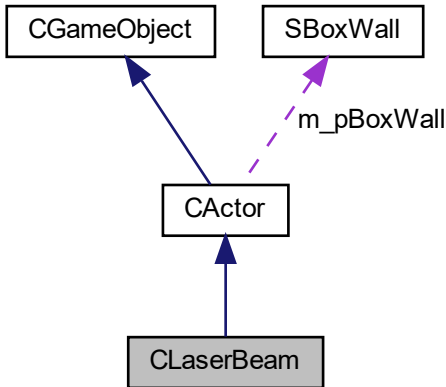 CGameObject
SBoxWall
m_pBoxWall
CActor
CLaserBeam